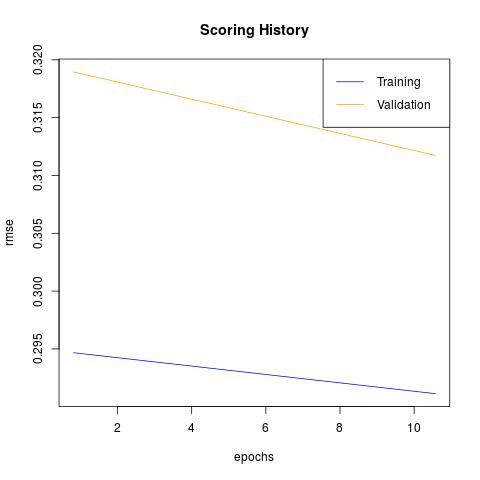 Scoring History
Training
Validation
0.320
0.315
0.310
0.305
0.300
0.295
rmse
2 4 6 8 10
epochs